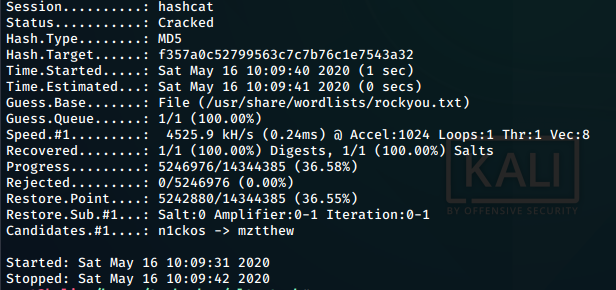 Session..........: hashcat
Status...........: Cracked
Hash.Type........: MD5
Hash.Target......: f357a0c52799563c7c7b76c1e7543a32
Time.Started.....: Sat May 16 10:09:40 2020 (1 sec)
Time.Estimated...: Sat May 16 10:09:41 2020 (0 secs)
Guess.Base.......: File (/usr/share/wordlists/rockyou.txt)
Guess.Queue......: 1/1 (100.00%)
Speed.#1.........:  4525.9 kH/s (0.24ms) @ Accel:1024 Loops:1 Thr:1 Vec:8
Recovered........: 1/1 (100.00%) Digests, 1/1 (100.00%) Salts
Progress.........: 5246976/14344385 (36.58%)
Rejected.........: 0/5246976 (0.00%)
Restore.Point....: 5242880/14344385 (36.55%)
Restore.Sub.#1...: Salt:0 Amplifier:0-1 Iteration:0-1
Candidates.#1....: n1ckos -> mztthew
KALI
BY OFFENSIVE SECURITY
Started: Sat May 16 10:09:31 2020
Stopped: Sat May 16 10:09:42 2020